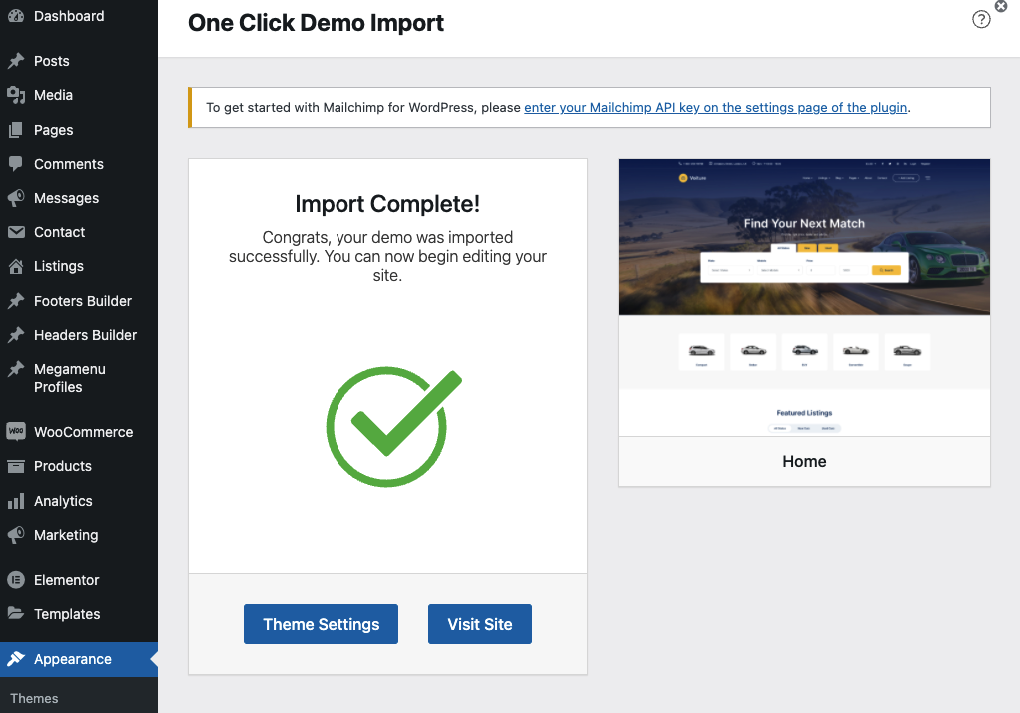 Dashboard
Posts
Media
Pages
Comments
Messages
Contact
Listings
Footers Builder
Headers Builder
Megamenu
Profiles
WooCommerce
Products
Analytics
Marketing
Elementor
Templates
Appearance
Themes
One Click Demo Import
To get started with Mailchimp for WordPress, please enter your Mailchimp API key on the settings page of the plugin.
Import Complete!
Congrats, your demo was imported
successfully. You can now begin editing your
site.
Theme Settings
Visit Site
Find Your Next Match
Search
Featured Listings
Home